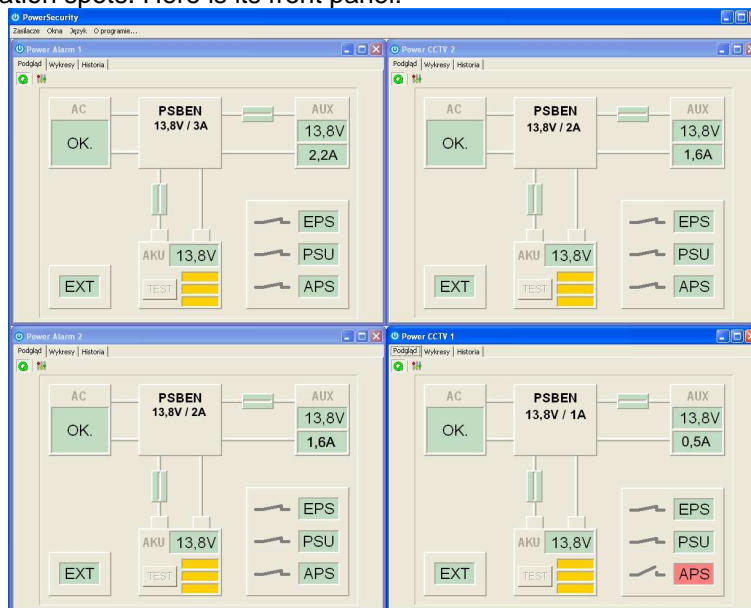 ation spots. Here is its front panel.
PowerSecurity
Zasilacze Okna Język O programie...
Power Alarm 1
Podgląd Wykresy Historia
AC
OK.
PSBEN
13,8V / 3A
AUX
13,8V
2,2A
AKU 13,8V
TEST
EXT
EPS
PSU
APS
Power CCTV 2
Podgląd Wykresy Historia
AC
OK.
PSBEN
13,8V / 2A
AUX
13,8V
1,6A
AKU 13,8V
TEST
EXT
EPS
PSU
APS
Power Alarm 2
Podgląd Wykresy Historia
AC
OK.
PSBEN
13,8V / 2A
AUX
13,8V
1,6A
AKU 13,8V
TEST
EXT
EPS
PSU
APS
Power CCTV 1
Podgląd Wykresy Historia
AC
OK.
PSBEN
13,8V / 1A
AUX
13,8V
0,5A
AKU 13,8V
TEST
EXT
EPS
PSU
APS